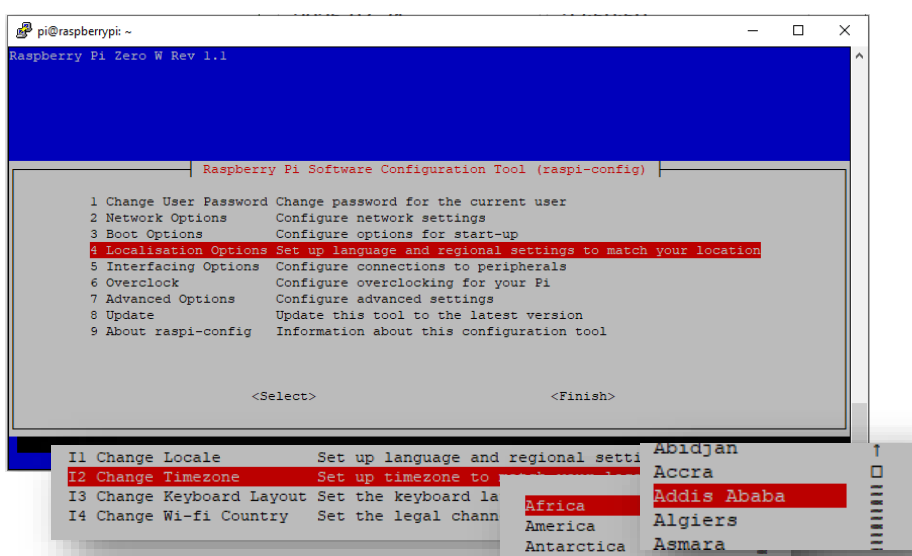 pi@raspberrypi: ~
Raspberry Pi Zero W Rev 1.1
Raspberry Pi Software Configuration Tool (raspi-config)
1 Change User Password Change password for the current user
2 Network Options Configure network settings
3 Boot Options Configure options for start-up
4 Localisation Options Set up language and regional settings to match your location
5 Interfacing Options Configure connections to peripherals
6 Overclock Configure overclocking for your Pi
7 Advanced Options Configure advanced settings
8 Update Update this tool to the latest version
9 About raspi-config Information about this configuration tool
<Select> <Finish>
I1 Change Locale Set up language and regional setti
I2 Change Timezone Set up timezone to
I3 Change Keyboard Layout Set the keyboard la
I4 Change Wi-fi Country Set the legal chann
Africa
America
Antarctica
Abidjan
Accra
Addis Ababa
Algiers
Asmara